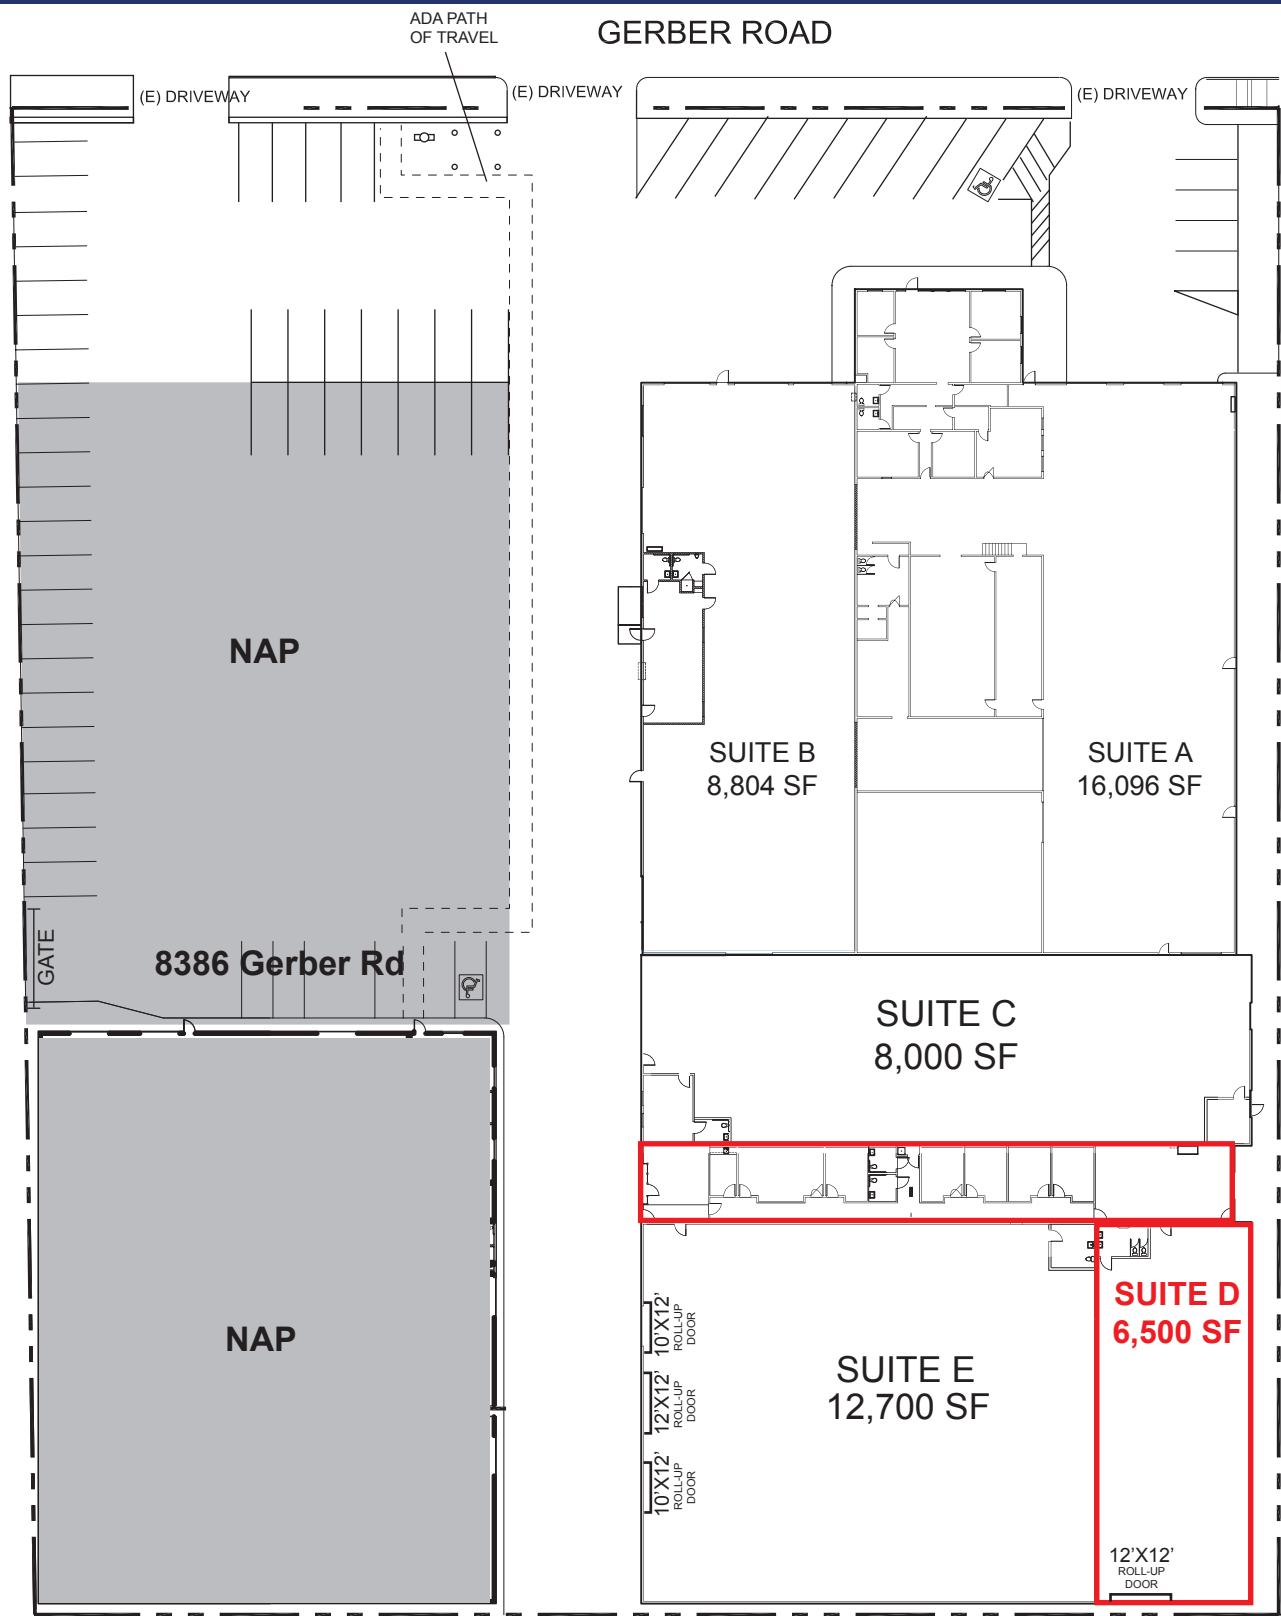 ADA PATH
OF TRAVEL
GERBER ROAD
(E) DRIVEWAY
(E) DRIVEWAY
(E) DRIVEWAY
NAP
SUITE B
8,804 SF
SUITE A
16,096 SF
GATE
8386 Gerber Rd
SUITE C
8,000 SF
SUITE D
6,500 SF
NAP
10'X12'
ROLL-UP
DOOR
12'X12'
ROLL-UP
DOOR
10'X12'
ROLL-UP
DOOR
SUITE E
12,700 SF
12'X12'
ROLL-UP
DOOR